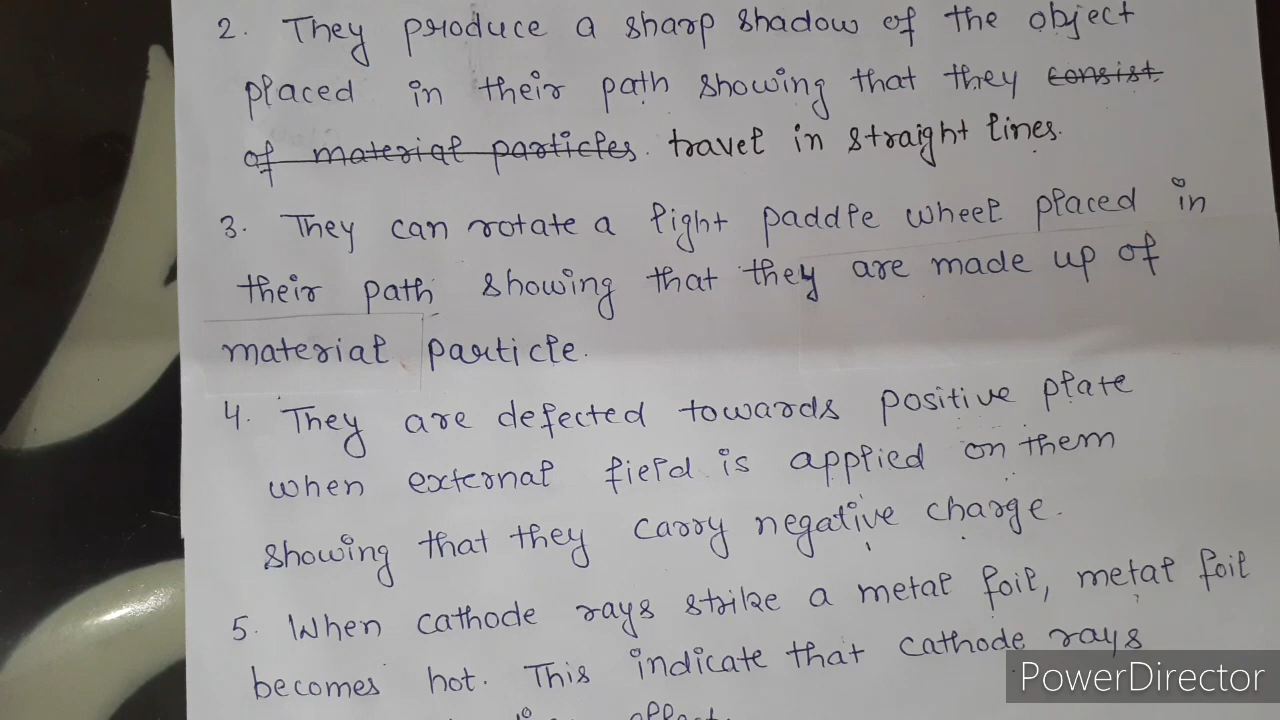 2. They produce a sharp shadow of the object
placed in their path showing that they consist
of material particles. travel in straight lines.
3. They can rotate a light paddle wheel placed in
their path showing that they are made up of
material particle.
4. They are defected towards positive plate
when external field is applied on them
showing that they carry negative charge.
5. When cathode rays strike a metal foil, metal foil
becomes hot. This indicate that cathode rays
effect.
PowerDirector